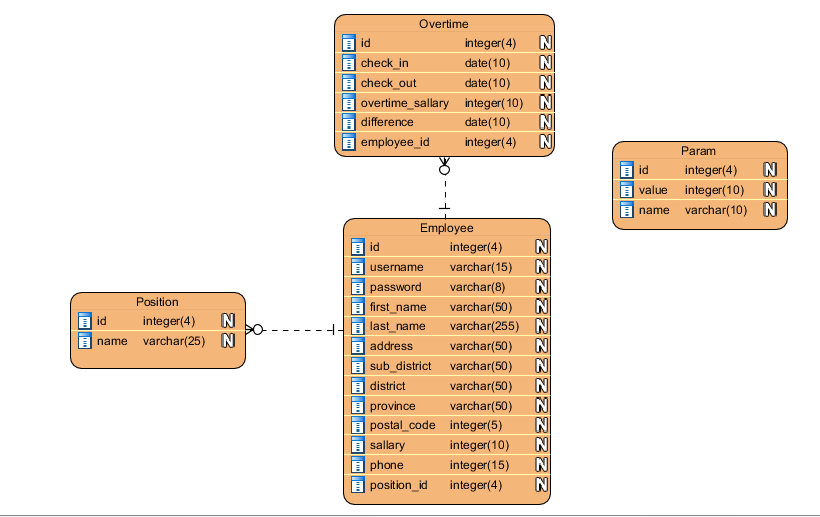 Overtime
id integer(4) N
check_in date(10) N
check_out date(10) N
overtime_sallary integer(10) N
difference date(10) N
employee_id integer(4) N
Param
id integer(4) N
value integer(10) N
name varchar(10) N
Employee
id integer(4) N
username varchar(15) N
password varchar(8) N
first_name varchar(50) N
last_name varchar(255) N
address varchar(50) N
sub_district varchar(50) N
district varchar(50) N
province varchar(50) N
postal_code integer(5) N
sallary integer(10) N
phone integer(15) N
position_id integer(4) N
Position
id integer(4) N
name varchar(25) N